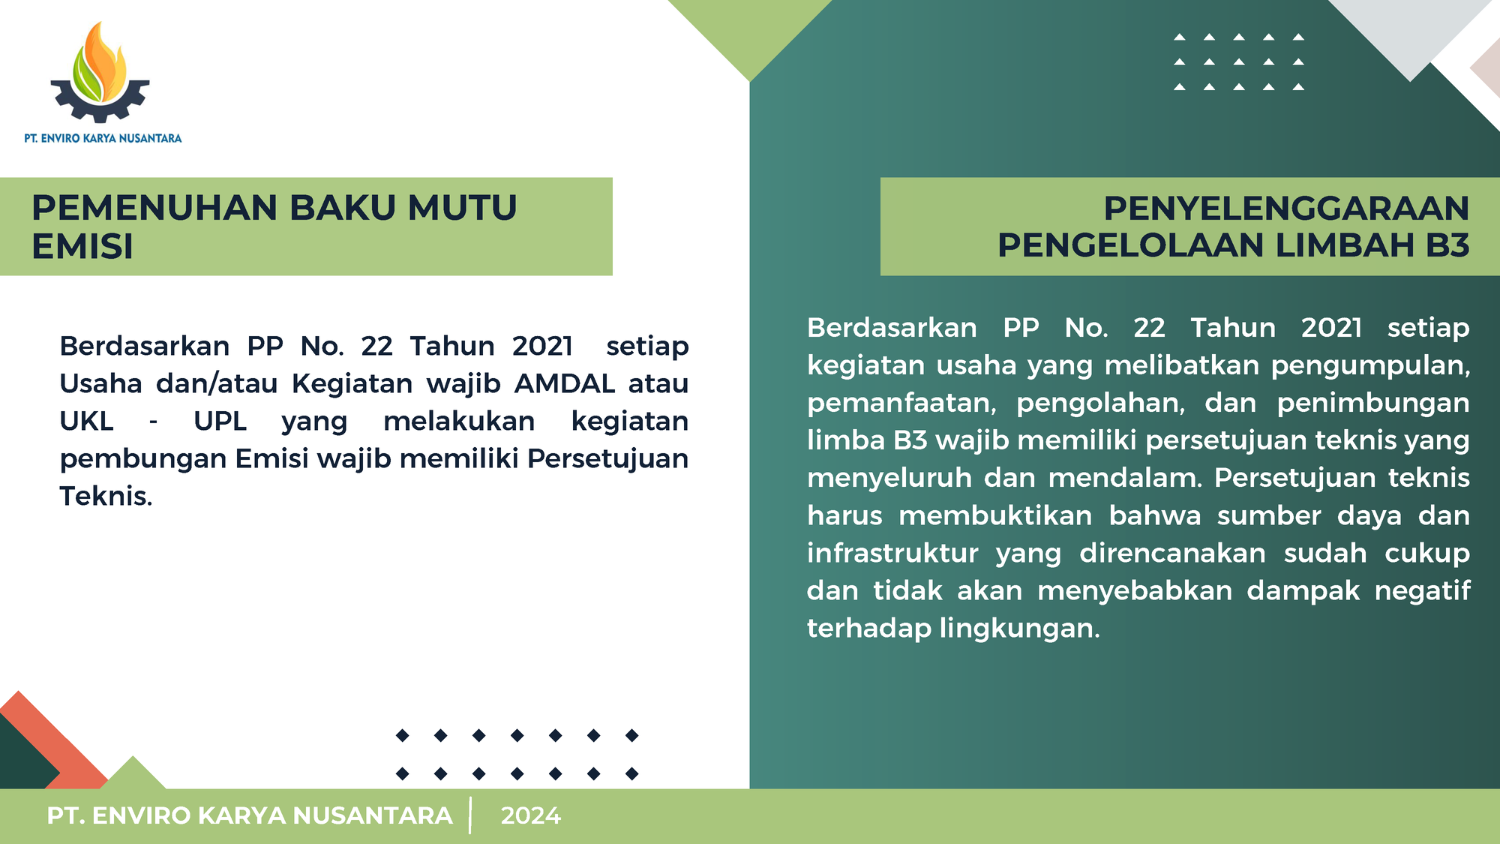 PT. ENVIRO KARYA NUSANTARA
PEMENUHAN BAKU MUTU
EMISI
Berdasarkan PP No. 22 Tahun 2021 setiap
Usaha dan/atau Kegiatan wajib AMDAL atau
UKL - UPL yang melakukan kegiatan
pembungan Emisi wajib memiliki Persetujuan
Teknis.
PENYELENGGARAAN
PENGELOLAAN LIMBAH B3
Berdasarkan PP No. 22 Tahun 2021 setiap
kegiatan usaha yang melibatkan pengumpulan,
pemanfaatan, pengolahan, dan penimbungan
limba B3 wajib memiliki persetujuan teknis yang
menyeluruh dan mendalam. Persetujuan teknis
harus membuktikan bahwa sumber daya dan
infrastruktur yang direncanakan sudah cukup
dan tidak akan menyebabkan dampak negatif
terhadap lingkungan.
PT. ENVIRO KARYA NUSANTARA 2024